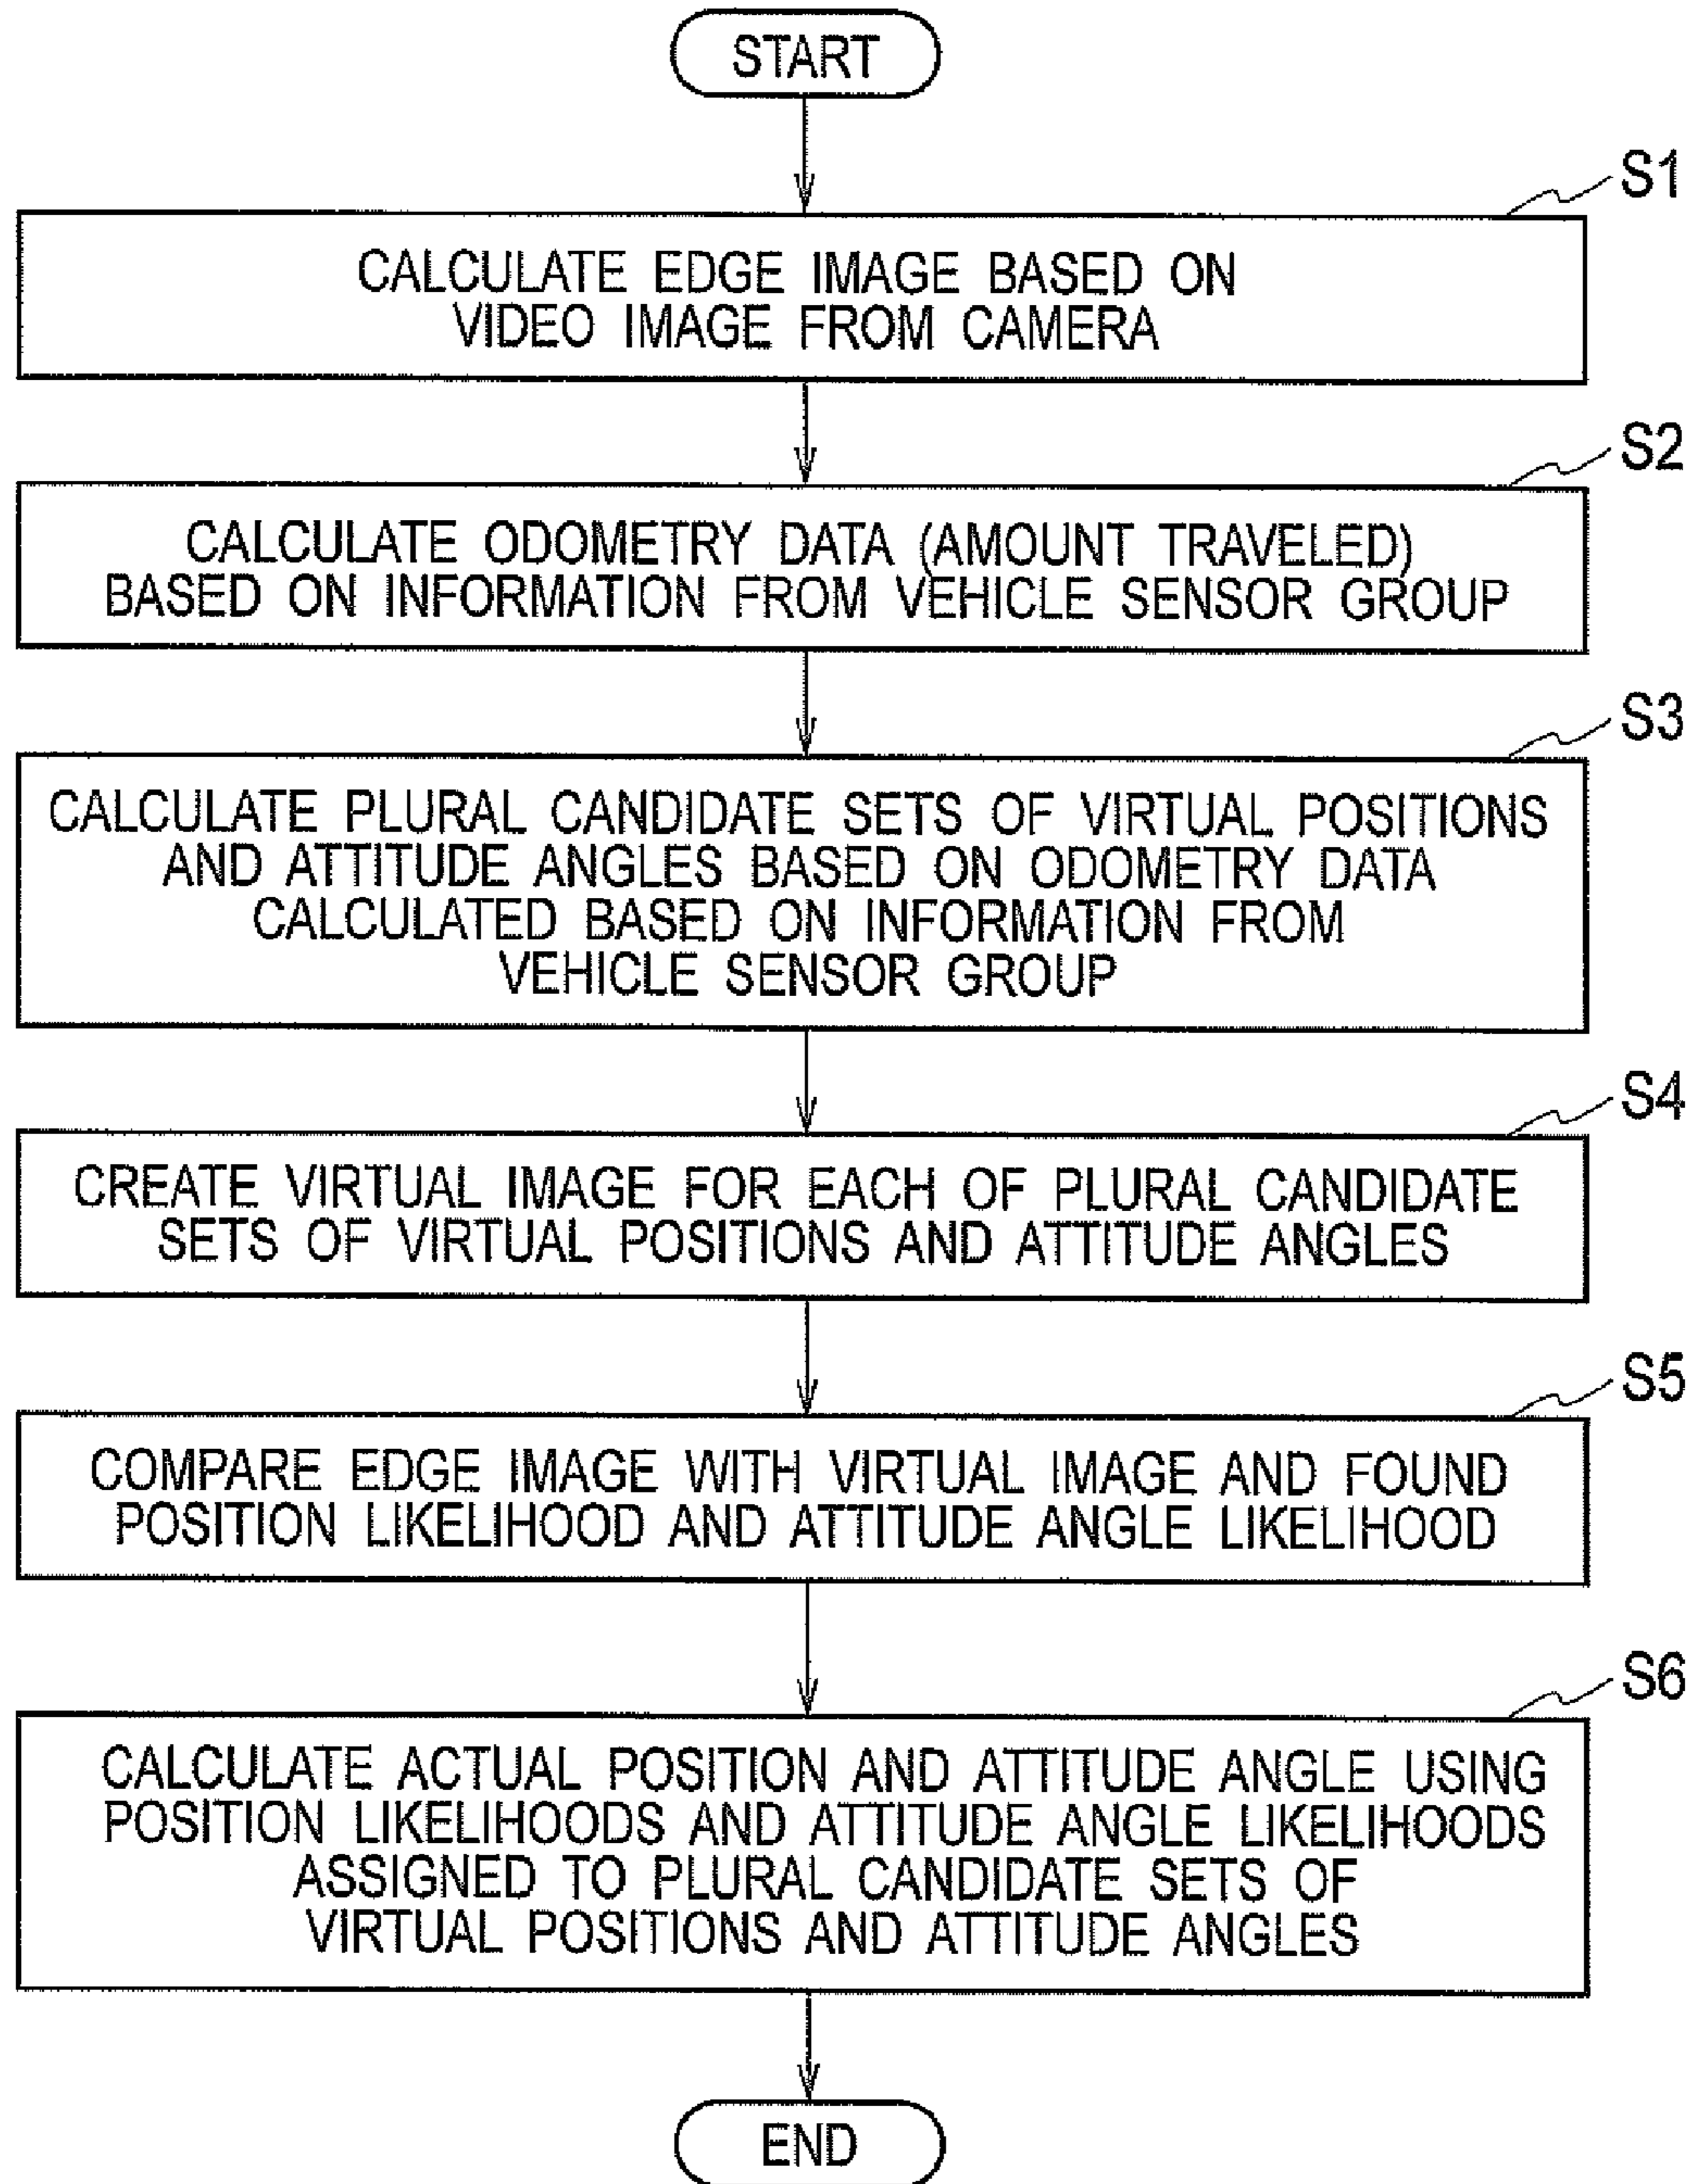 START
S1
CALCULATE EDGE IMAGE BASED ON
VIDEO IMAGE FROM CAMERA
S2
CALCULATE ODOMETRY DATA (AMOUNT TRAVELED)
BASED ON INFORMATION FROM VEHICLE SENSOR GROUP
S3
CALCULATE PLURAL CANDIDATE SETS OF VIRTUAL POSITIONS
AND ATTITUDE ANGLES BASED ON ODOMETRY DATA
CALCULATED BASED ON INFORMATION FROM
VEHICLE SENSOR GROUP
S4
CREATE VIRTUAL IMAGE FOR EACH OF PLURAL CANDIDATE
SETS OF VIRTUAL POSITIONS AND ATTITUDE ANGLES
S5
COMPARE EDGE IMAGE WITH VIRTUAL IMAGE AND FOUND
POSITION LIKELIHOOD AND ATTITUDE ANGLE LIKELIHOOD
S6
CALCULATE ACTUAL POSITION AND ATTITUDE ANGLE USING
POSITION LIKELIHOODS AND ATTITUDE ANGLE LIKELIHOODS
ASSIGNED TO PLURAL CANDIDATE SETS OF
VIRTUAL POSITIONS AND ATTITUDE ANGLES
END